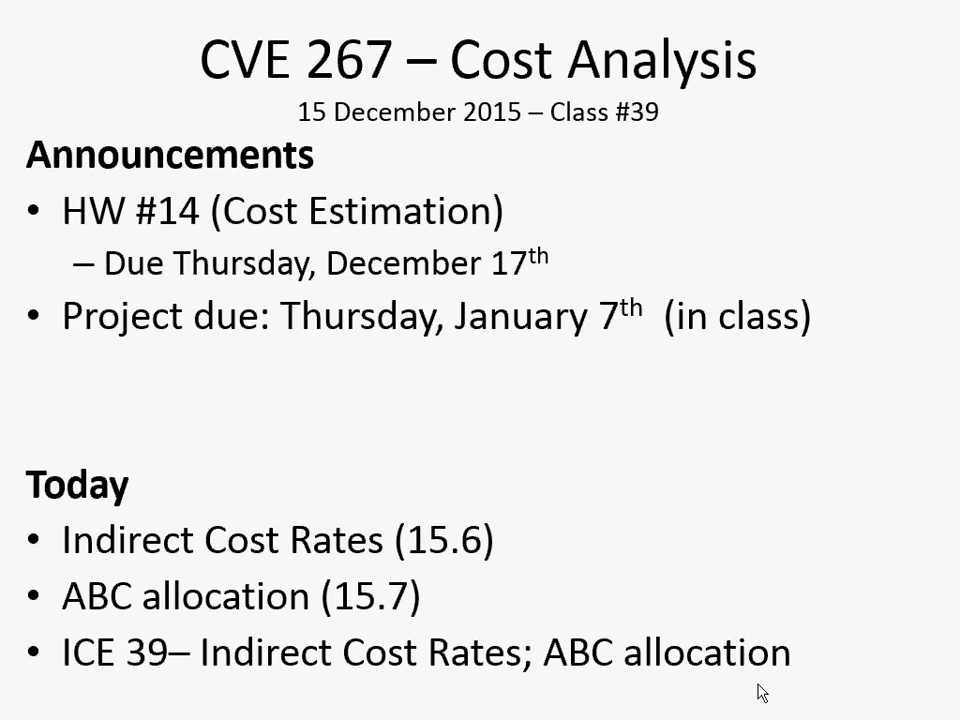 CVE 267 – Cost Analysis
15 December 2015 – Class #39
Announcements
• HW #14 (Cost Estimation)
– Due Thursday, December 17th
• Project due: Thursday, January 7th (in class)
Today
• Indirect Cost Rates (15.6)
• ABC allocation (15.7)
• ICE 39– Indirect Cost Rates; ABC allocation